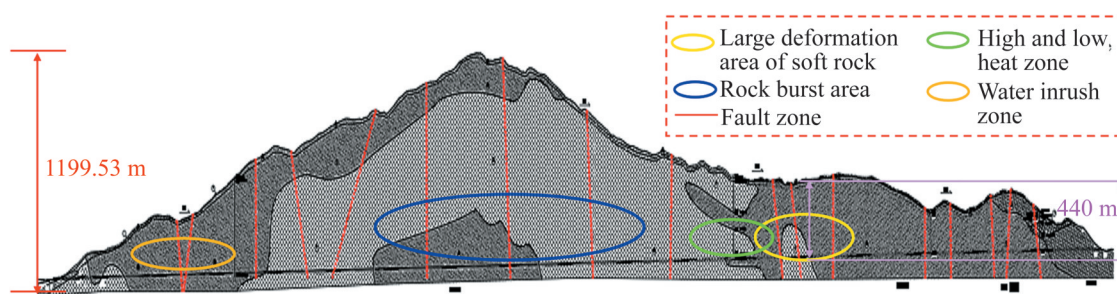 Large deformation
area of soft rock
High and low,
heat zone
Rock burst area
Water inrush
zone
Fault zone
1199.53 m
440 m